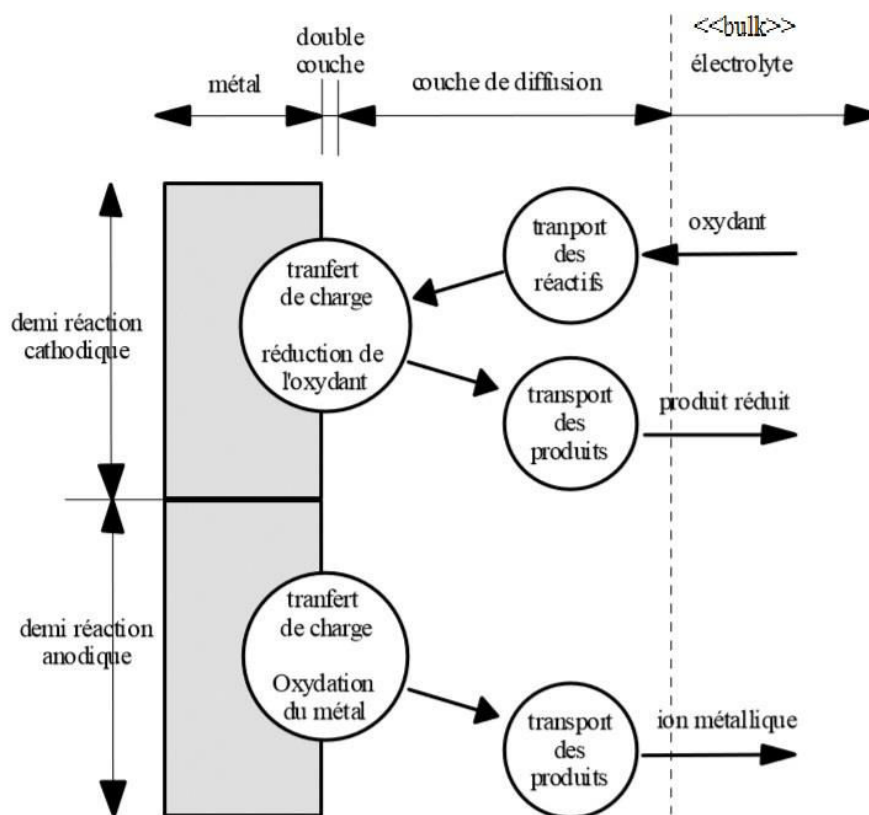 <<bulk>>
double
couche
métal
couche de diffusion
électrolyte
oxydant
tranport
des
réactifs
tranfert
de charge
réduction de
l'oxydant
demi réaction
cathodique
produit réduit
transport
des
produits
tranfert
de charge
Oxydation
du métal
demi réaction
anodique
ion métallique
transport
des
produits